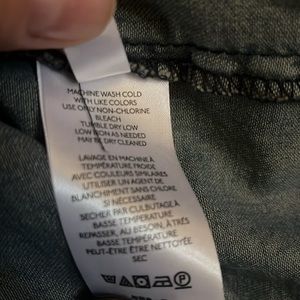 MACHINE WASH COLD
WITH LIKE COLORS
USE ONLY NON-CHLORINE
BLEACH
TUMBLE DRY LOW
LOW IRON AS NEEDED
MAY BE DRY CLEANED
LAVAGE EN MACHINE À
TEMPÉRATURE FROIDE
AVEC COULEURS SIMILAIRES
UTILISER UN AGENT DE
BLANCHIMENT SANS CHLORE
SI NÉCESSAIRE
SÉCHER PAR CULBUTAGE À
BASSE TEMPÉRATURE
REPASSER, AU BESOIN, À TRÈS
BASSE TEMPÉRATURE
PEUT-ÊTRE ÊTRE NETTOYÉE
SEC